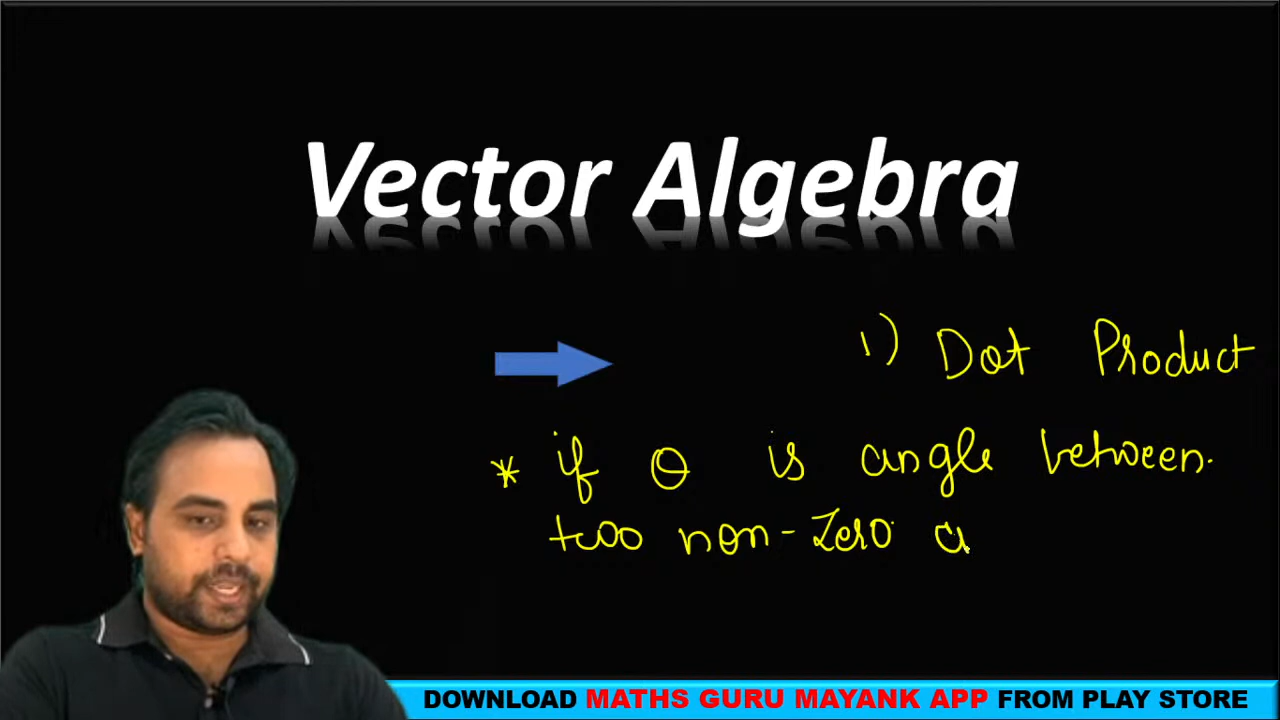 Vector Algebra
1) Dot Product
* if θ is angle between.
two non-Zero a
DOWNLOAD MATHS GURU MAYANK APP FROM PLAY STORE